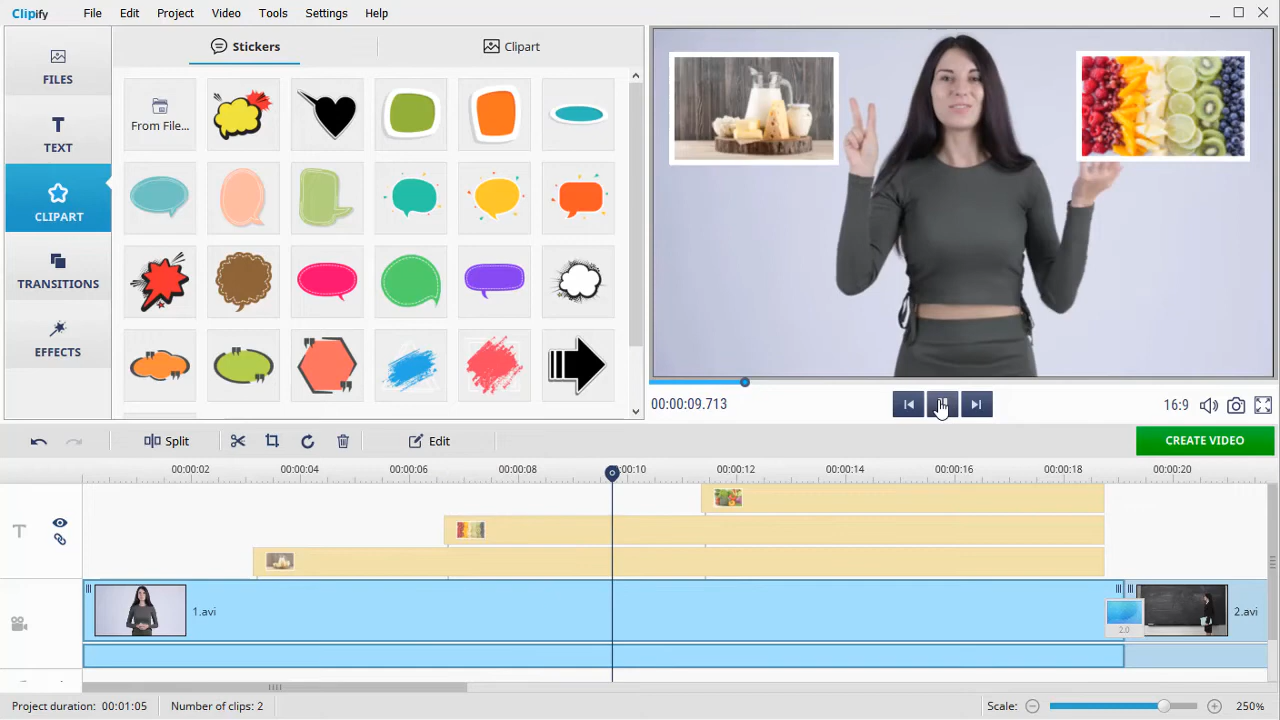 Clipify File Edit Project Video Tools Settings Help
FILES
TEXT
CLIPART
TRANSITIONS
EFFECTS
Stickers Clipart
From File...
00:00:09.713 16:9
Split Edit CREATE VIDEO
00:00:02 00:00:04 00:00:06 00:00:08 00:00:10 00:00:12 00:00:14 00:00:16 00:00:18 00:00:20
T
1.avi 2.avi
2.0
Project duration: 00:01:05 Number of clips: 2 Scale: 250%